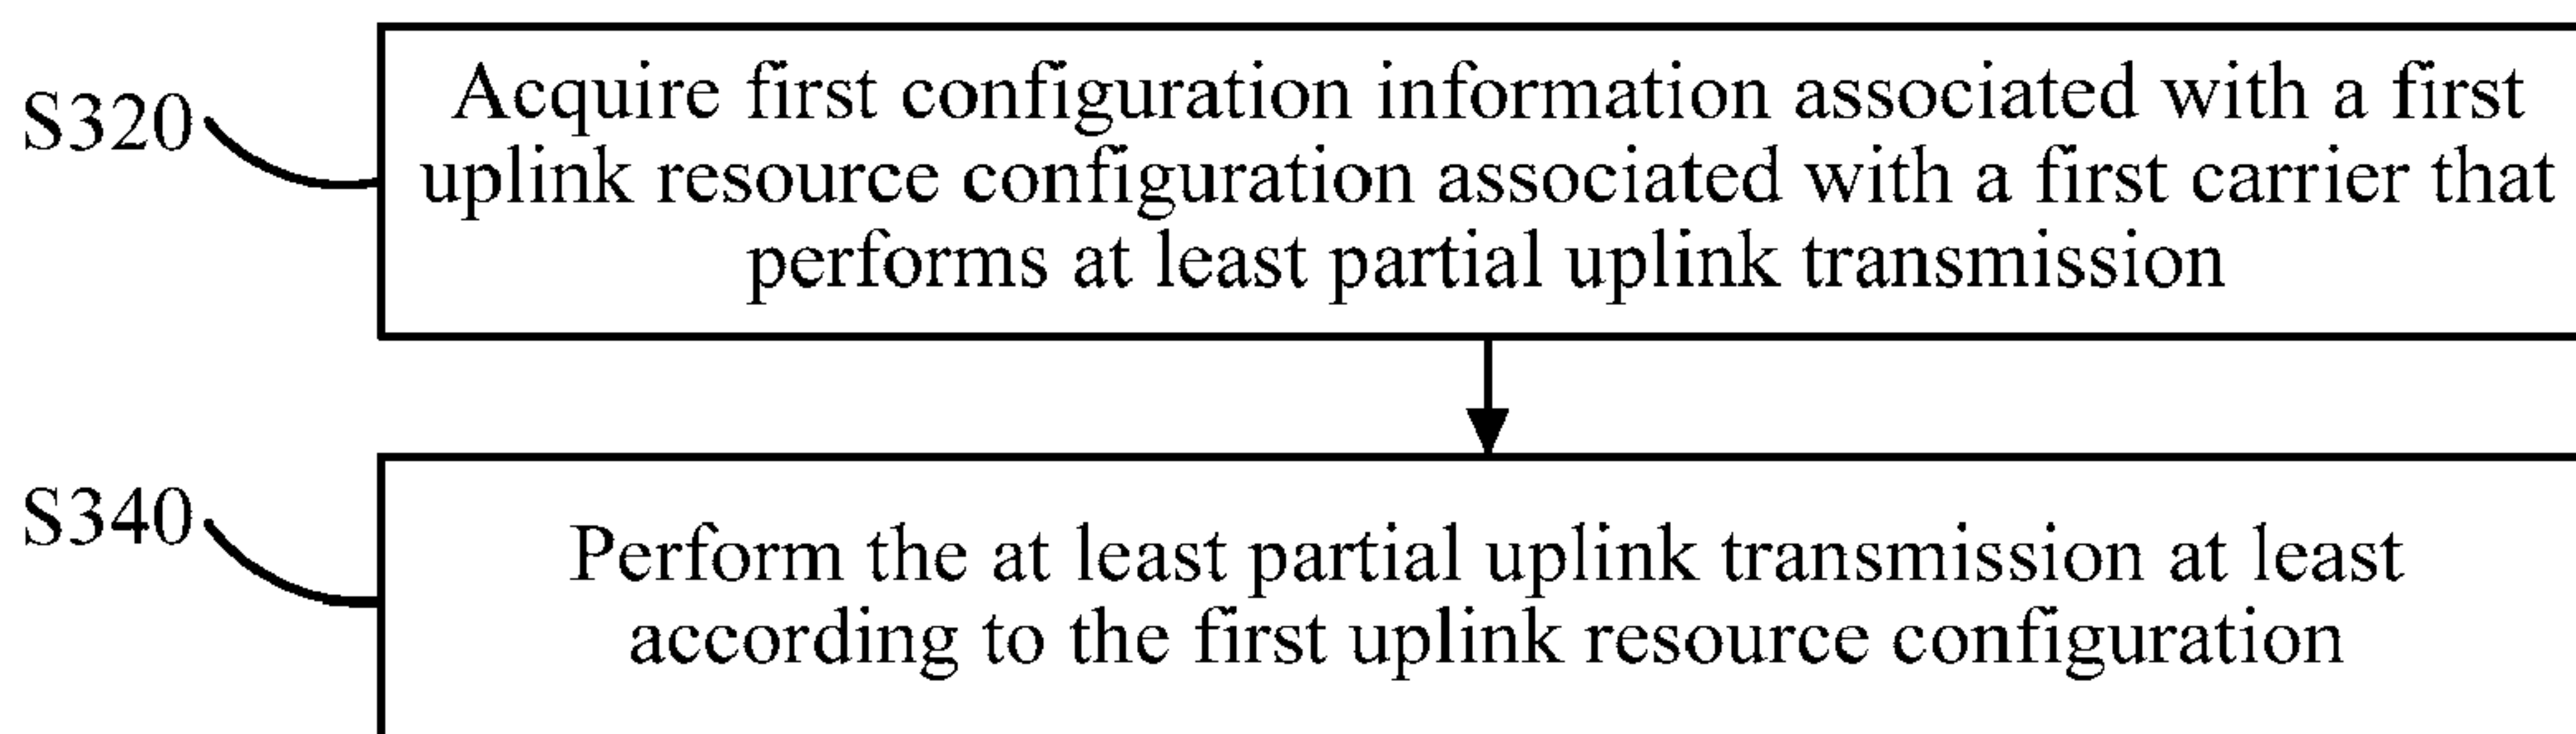 S320
Acquire first configuration information associated with a first
uplink resource configuration associated with a first carrier that
performs at least partial uplink transmission
S340
Perform the at least partial uplink transmission at least
according to the first uplink resource configuration